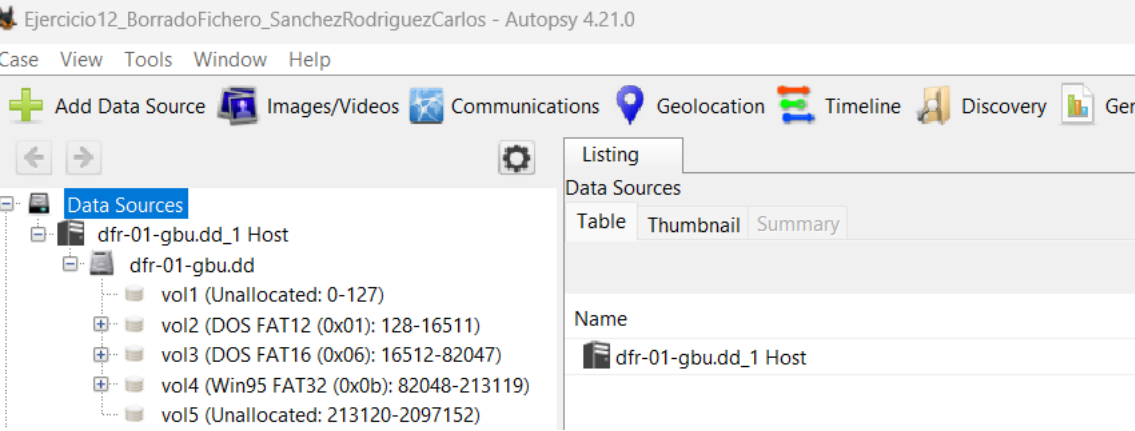 Ejercicio12_BorradoFichero_SanchezRodriguezCarlos - Autopsy 4.21.0
Case View Tools Window Help
Add Data Source Images/Videos Communications Geolocation Timeline Discovery Ger
Listing
Data Sources
Table Thumbnail Summary
Name
dfr-01-gbu.dd_1 Host
Data Sources
dfr-01-gbu.dd_1 Host
dfr-01-gbu.dd
vol1 (Unallocated: 0-127)
vol2 (DOS FAT12 (0x01): 128-16511)
vol3 (DOS FAT16 (0x06): 16512-82047)
vol4 (Win95 FAT32 (0x0b): 82048-213119)
vol5 (Unallocated: 213120-2097152)